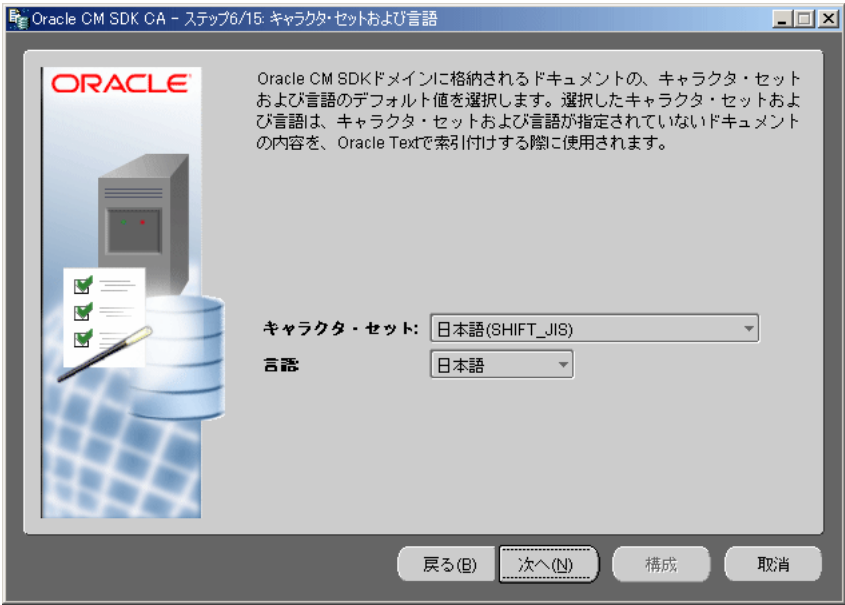 Oracle CM SDK CA - ステップ6/15: キャラクタ・セットおよび言語
ORACLE
Oracle CM SDKドメインに格納されるドキュメントの、キャラクタ・セット
および言語のデフォルト値を選択します。選択したキャラクタ・セットおよ
び言語は、キャラクタ・セットおよび言語が指定されていないドキュメント
の内容を、Oracle Textで索引付けする際に使用されます。
キャラクタ・セット: 日本語(SHIFT_JIS)
言語: 日本語
戻る(B) 次へ(N) 構成 取消